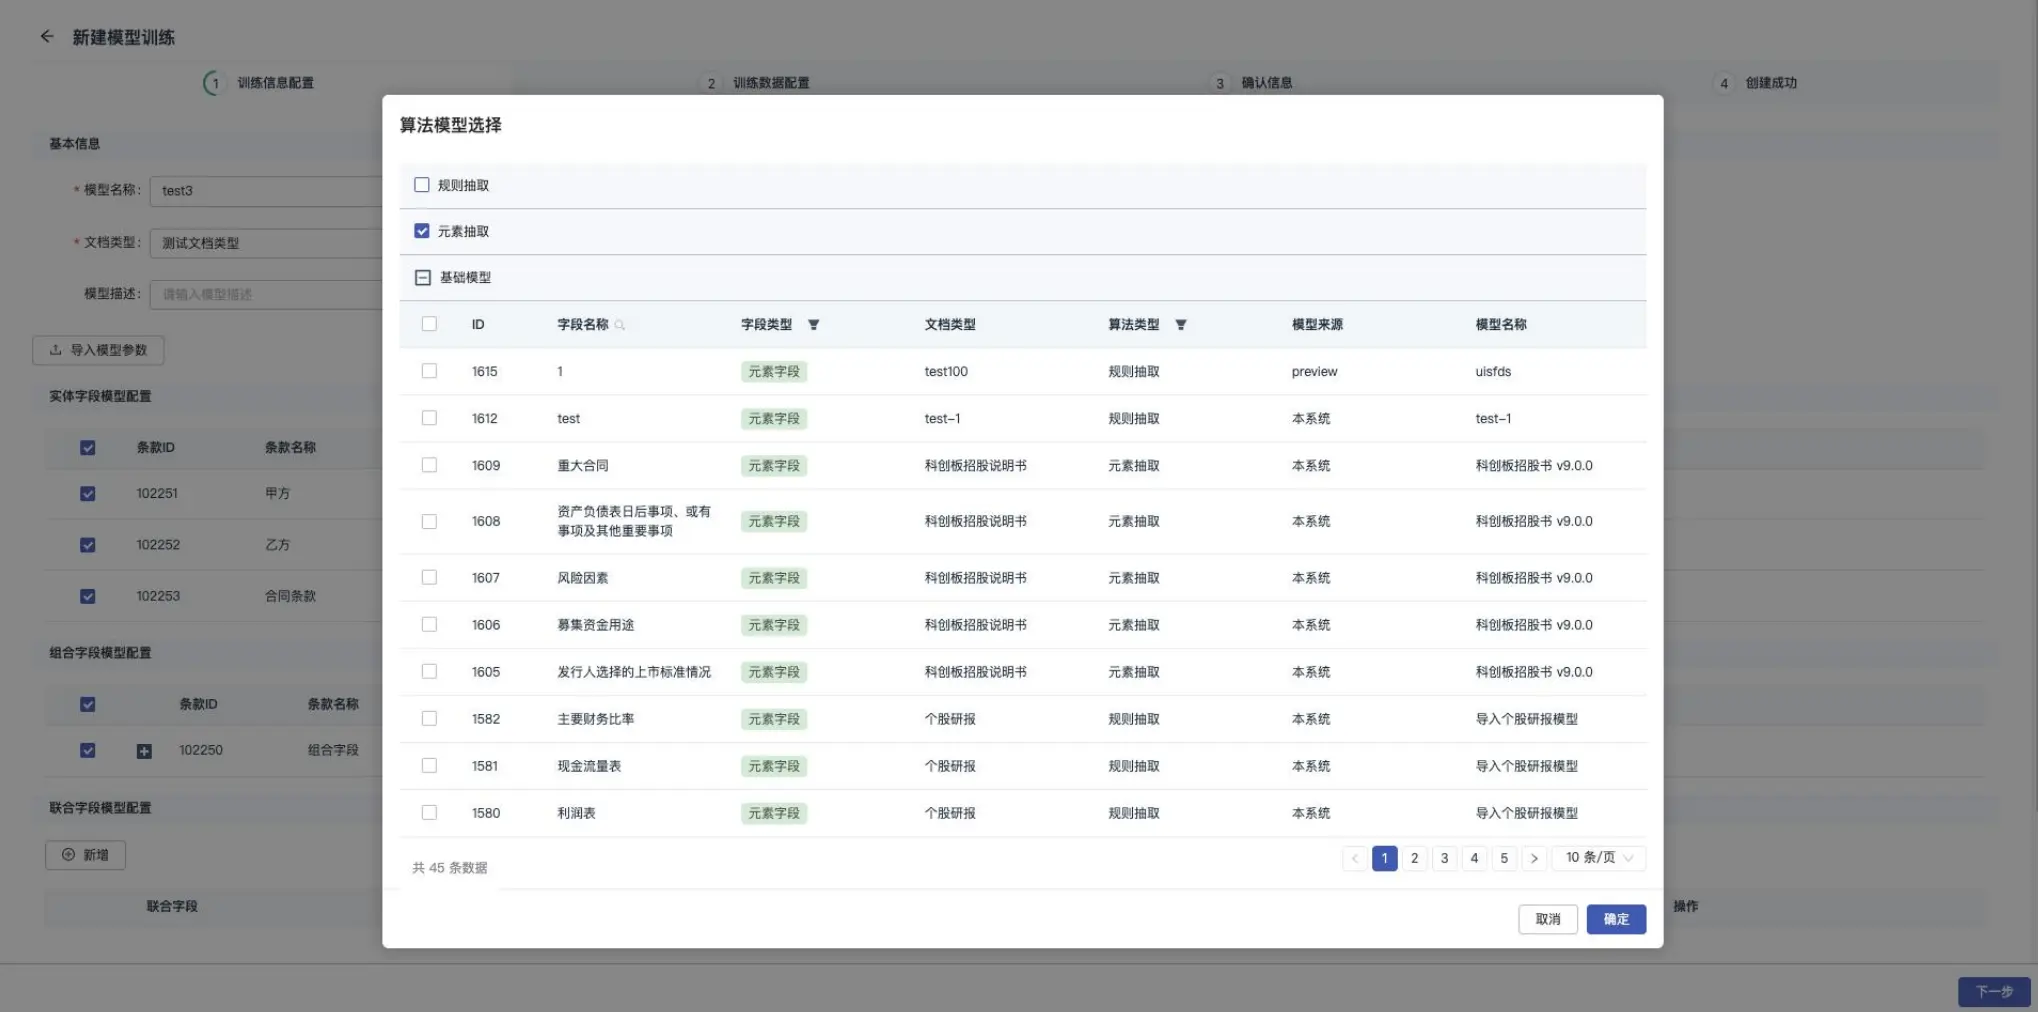 新建模型训练
1 训练信息配置 2 训练数据配置 3 确认信息 4 创建成功
基本信息
* 模型名称: test3
* 文档类型: 测试文档类型
模型描述: 请输入模型描述
导入模型参数
实体字段模型配置
条款ID 条款名称
102251 甲方
102252 乙方
102253 合同条款
组合字段模型配置
条款ID 条款名称
102250 组合字段
联合字段模型配置
新增
联合字段 操作
算法模型选择
规则抽取
元素抽取
基础模型
ID 字段名称 字段类型 文档类型 算法类型 模型来源 模型名称
1615 1 元素字段 test100 规则抽取 preview uisfds
1612 test 元素字段 test-1 规则抽取 本系统 test-1
1609 重大合同 元素字段 科创板招股说明书 元素抽取 本系统 科创板招股书 v9.0.0
1608 资产负债表日后事项、或有
事项及其他重要事项 元素字段 科创板招股说明书 元素抽取 本系统 科创板招股书 v9.0.0
1607 风险因素 元素字段 科创板招股说明书 元素抽取 本系统 科创板招股书 v9.0.0
1606 募集资金用途 元素字段 科创板招股说明书 元素抽取 本系统 科创板招股书 v9.0.0
1605 发行人选择的上市标准情况 元素字段 科创板招股说明书 元素抽取 本系统 科创板招股书 v9.0.0
1582 主要财务比率 元素字段 个股研报 规则抽取 本系统 导入个股研报模型
1581 现金流量表 元素字段 个股研报 规则抽取 本系统 导入个股研报模型
1580 利润表 元素字段 个股研报 规则抽取 本系统 导入个股研报模型
共 45 条数据 < 1 2 3 4 5 > 10 条/页
取消 确定
下一步